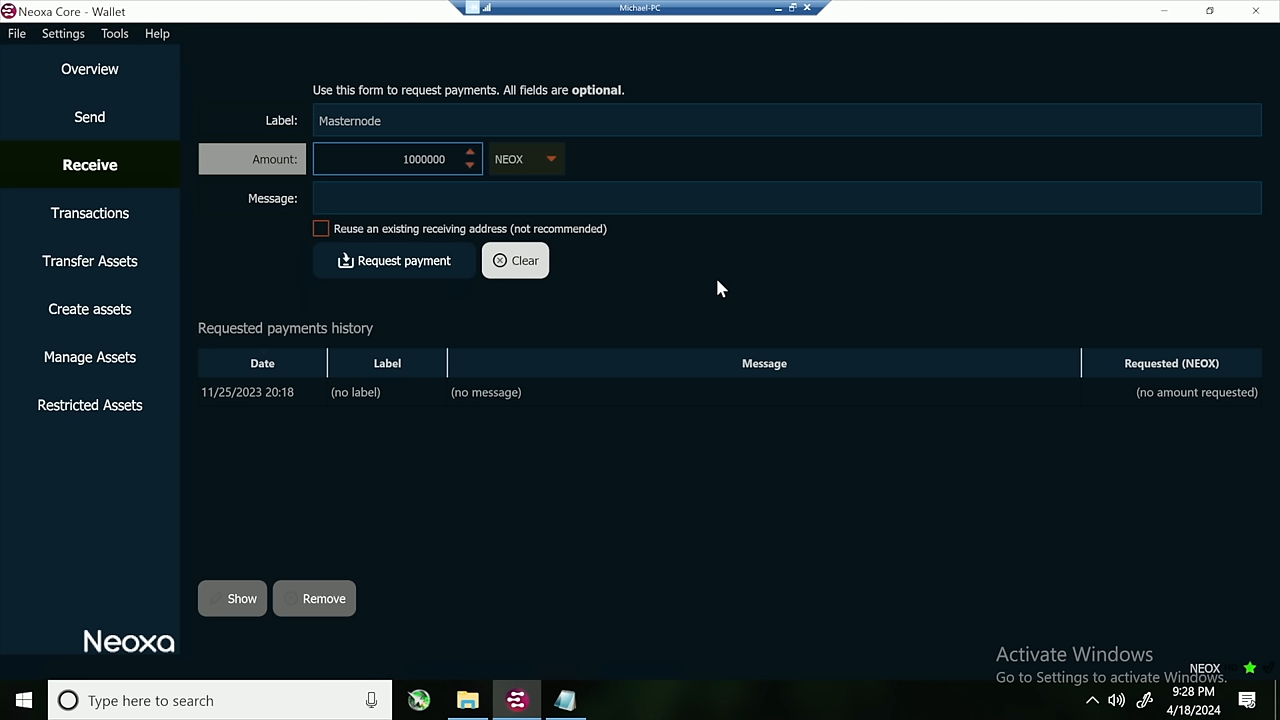 Neoxa Core - Wallet
Michael-PC
File Settings Tools Help
Overview
Send
Receive
Transactions
Transfer Assets
Create assets
Manage Assets
Restricted Assets
Neoxa
Use this form to request payments. All fields are optional.
Label: Masternode
Amount: 1000000 NEOX
Message:
Reuse an existing receiving address (not recommended)
Request payment Clear
Requested payments history
Date Label Message Requested (NEOX)
11/25/2023 20:18 (no label) (no message) (no amount requested)
Show Remove
Activate Windows
Go to Settings to activate Windows.
NEOX
Type here to search
9:28 PM
4/18/2024